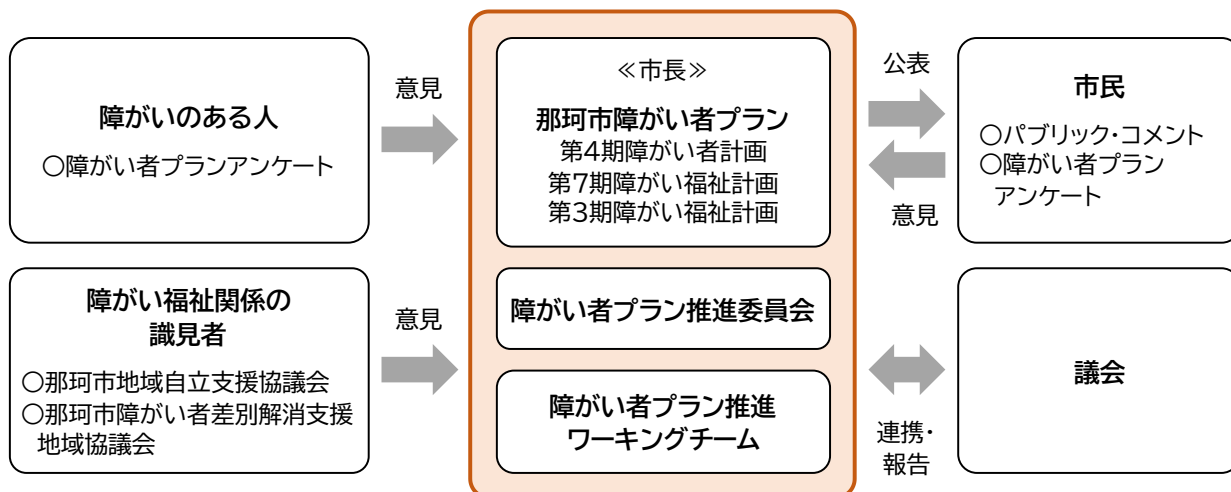 障がいのある人
○障がい者プランアンケート
意見
障がい福祉関係の
識見者
○那珂市地域自立支援協議会
○那珂市障がい者差別解消支援
地域協議会
意見
≪市長≫
那珂市障がい者プラン
第4期障がい者計画
第7期障がい福祉計画
第3期障がい福祉計画
障がい者プラン推進委員会
障がい者プラン推進
ワーキングチーム
公表
意見
市民
○パブリック・コメント
○障がい者プラン
アンケート
連携・
報告
議会